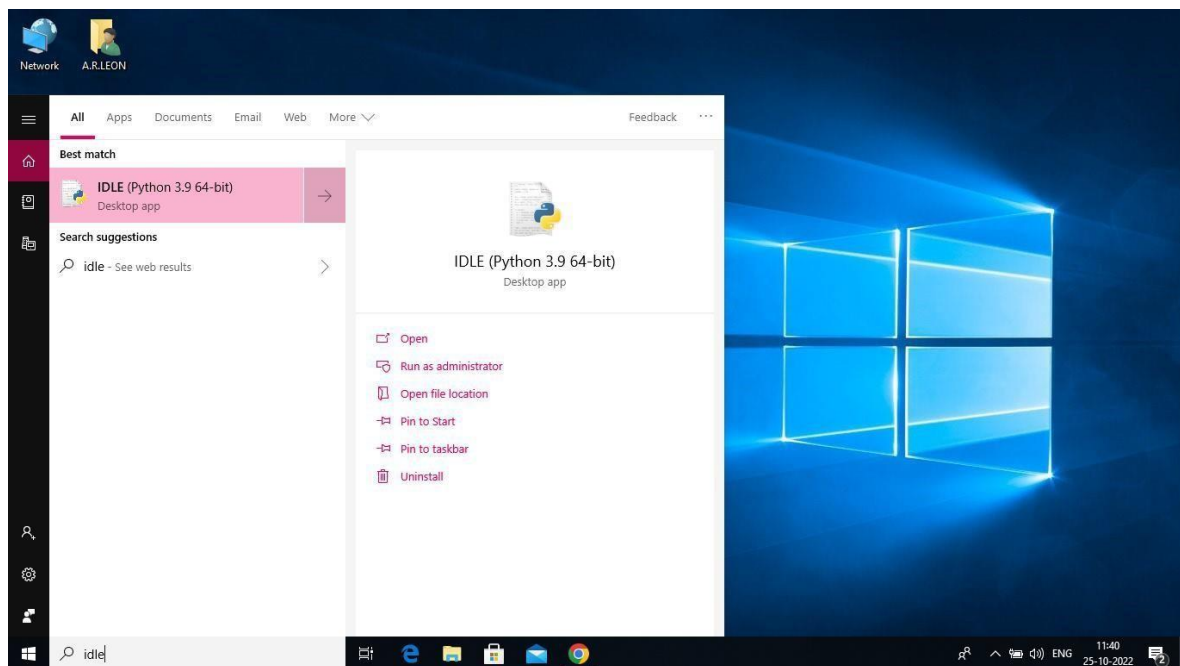 Network
A.R.LEON
All Apps Documents Email Web More Feedback ...
Best match
IDLE (Python 3.9 64-bit)
Desktop app
Search suggestions
idle - See web results
IDLE (Python 3.9 64-bit)
Desktop app
Open
Run as administrator
Open file location
Pin to Start
Pin to taskbar
Uninstall
idle
ENG
11:40
25-10-2022
2